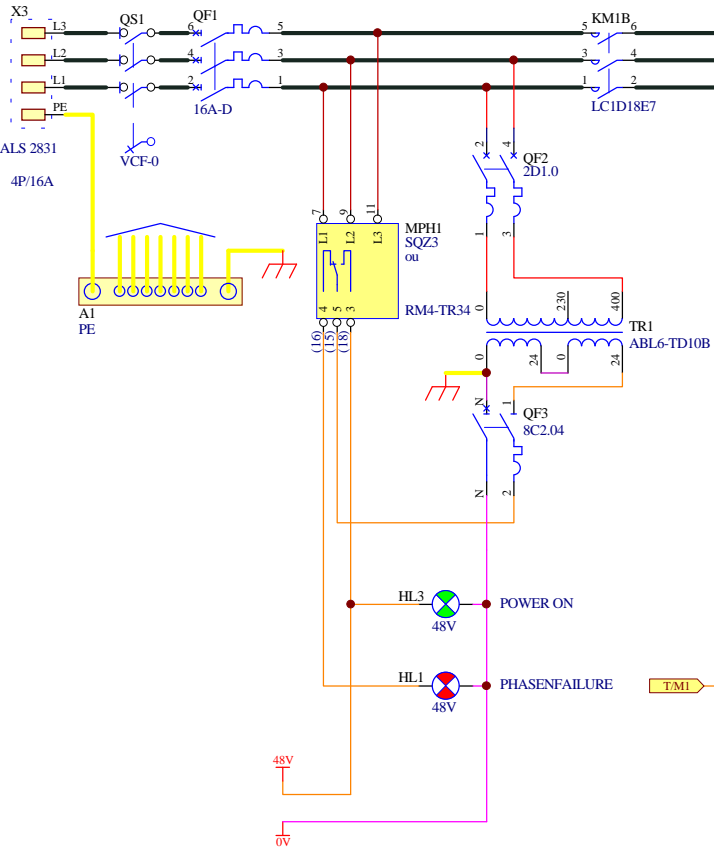 X3
L3
QS1
6
QF1
5
5
KM1B
6
L2
4
3
3
4
L1
2
1
1
2
PE
16A-D
LC1D18E7
ALS 2831
VCF-0
4P/16A
2
4
QF2
2D1.0
7
9
11
MPH1
SQZ3
ou
L1
L2
L3
1
3
0
230
400
A1
PE
4
5
3
RM4-TR34
(16)
(15)
(18)
TR1
ABL6-TD10B
0
24
0
24
N
1
QF3
8C2.04
N
2
HL3
POWER ON
48V
HL1
PHASENFAILURE
T/M1
48V
48V
0V